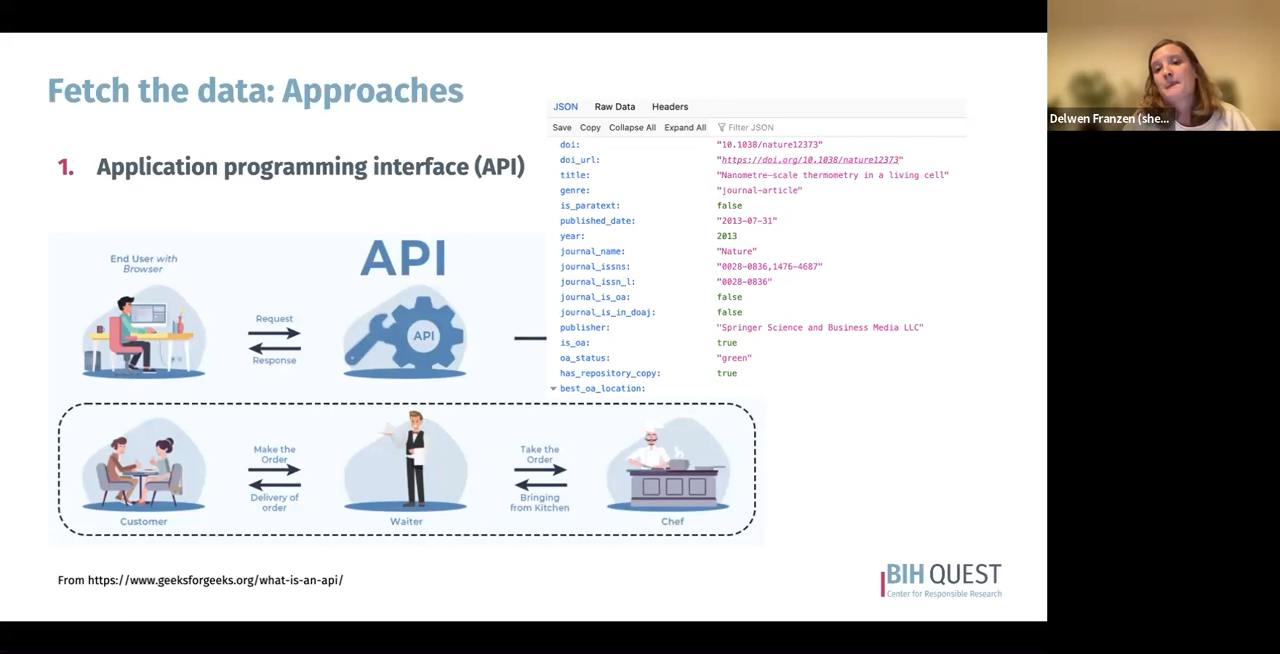 Fetch the data: Approaches
1. Application programming interface (API)
JSON Raw Data Headers
Save Copy Collapse All Expand All Filter JSON
doi: "10.1038/nature12373"
doi_url: "https://doi.org/10.1038/nature12373"
title: "Nanometre-scale thermometry in a living cell"
genre: "journal-article"
is_paratext: false
published_date: "2013-07-31"
year: 2013
journal_name: "Nature"
journal_issns: "0028-0836,1476-4687"
journal_issn_l: "0028-0836"
journal_is_oa: false
journal_is_in_doaj: false
publisher: "Springer Science and Business Media LLC"
is_oa: true
oa_status: "green"
has_repository_copy: true
best_oa_location:
End User with
Browser
Request
Response
API
API
Make the
Order
Delivery of
order
Take the
Order
Bringing
from Kitchen
Customer
Waiter
Chef
From https://www.geeksforgeeks.org/what-is-an-api/
BIH QUEST
Center for Responsible Research
Delwen Franzen (she...